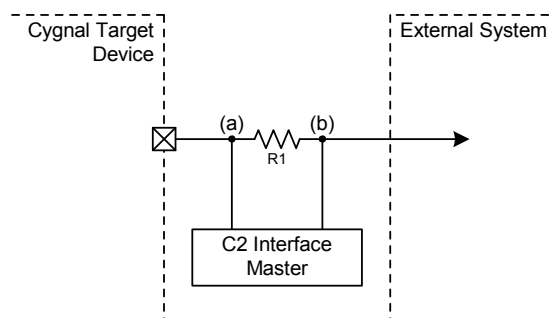 Cygnal Target
Device
External System
(a)
(b)
R1
C2 Interface
Master